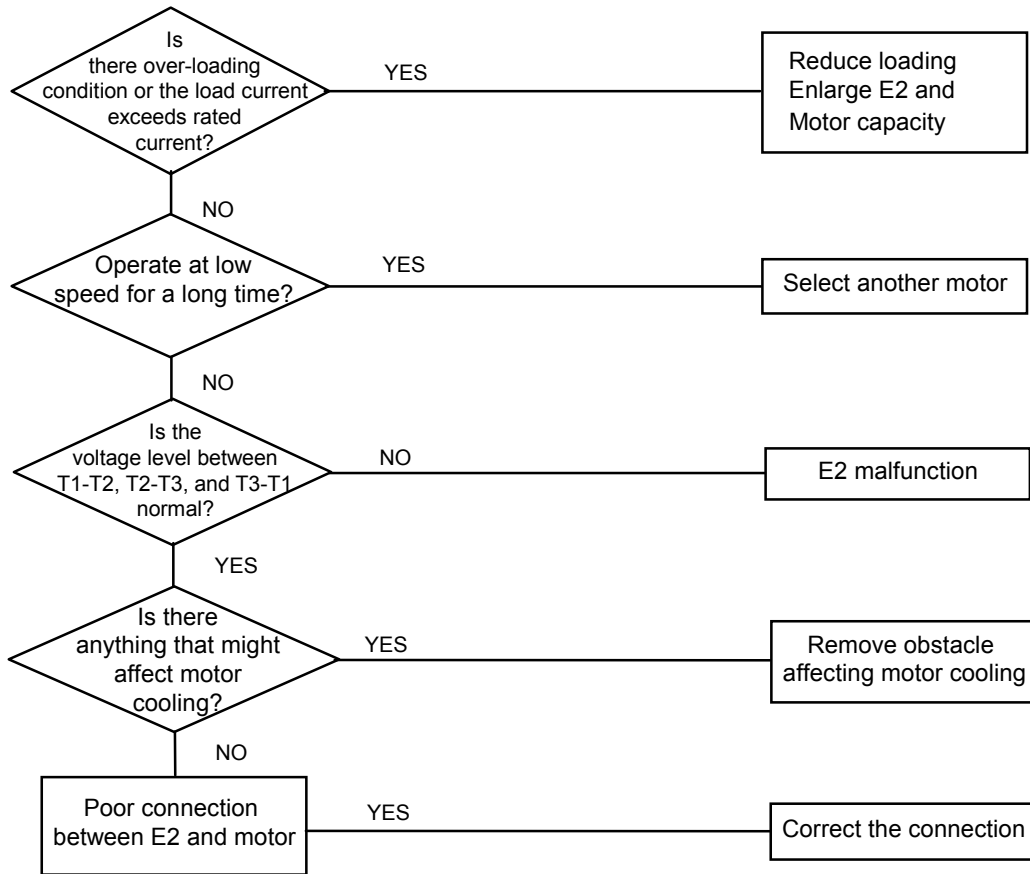 Is
there over-loading
condition or the load current
exceeds rated
current?
YES
Reduce loading
Enlarge E2 and
Motor capacity
NO
Operate at low
speed for a long time?
YES
Select another motor
NO
Is the
voltage level between
T1-T2, T2-T3, and T3-T1
normal?
NO
E2 malfunction
YES
Is there
anything that might
affect motor
cooling?
YES
Remove obstacle
affecting motor cooling
NO
Poor connection
between E2 and motor
YES
Correct the connection